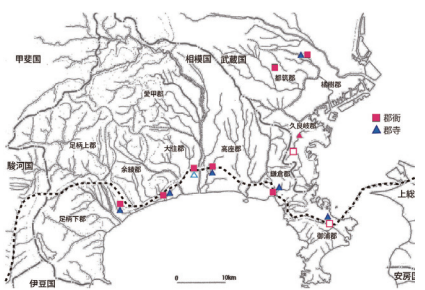 甲斐国
相模国
武蔵国
都筑郡
橘樹郡
愛甲郡
久良岐郡
郡衙
郡寺
足柄上郡
大住郡
高座郡
余綾郡
鎌倉郡
駿河国
上総
足柄下郡
御浦郡
伊豆国
安房国
0 10km